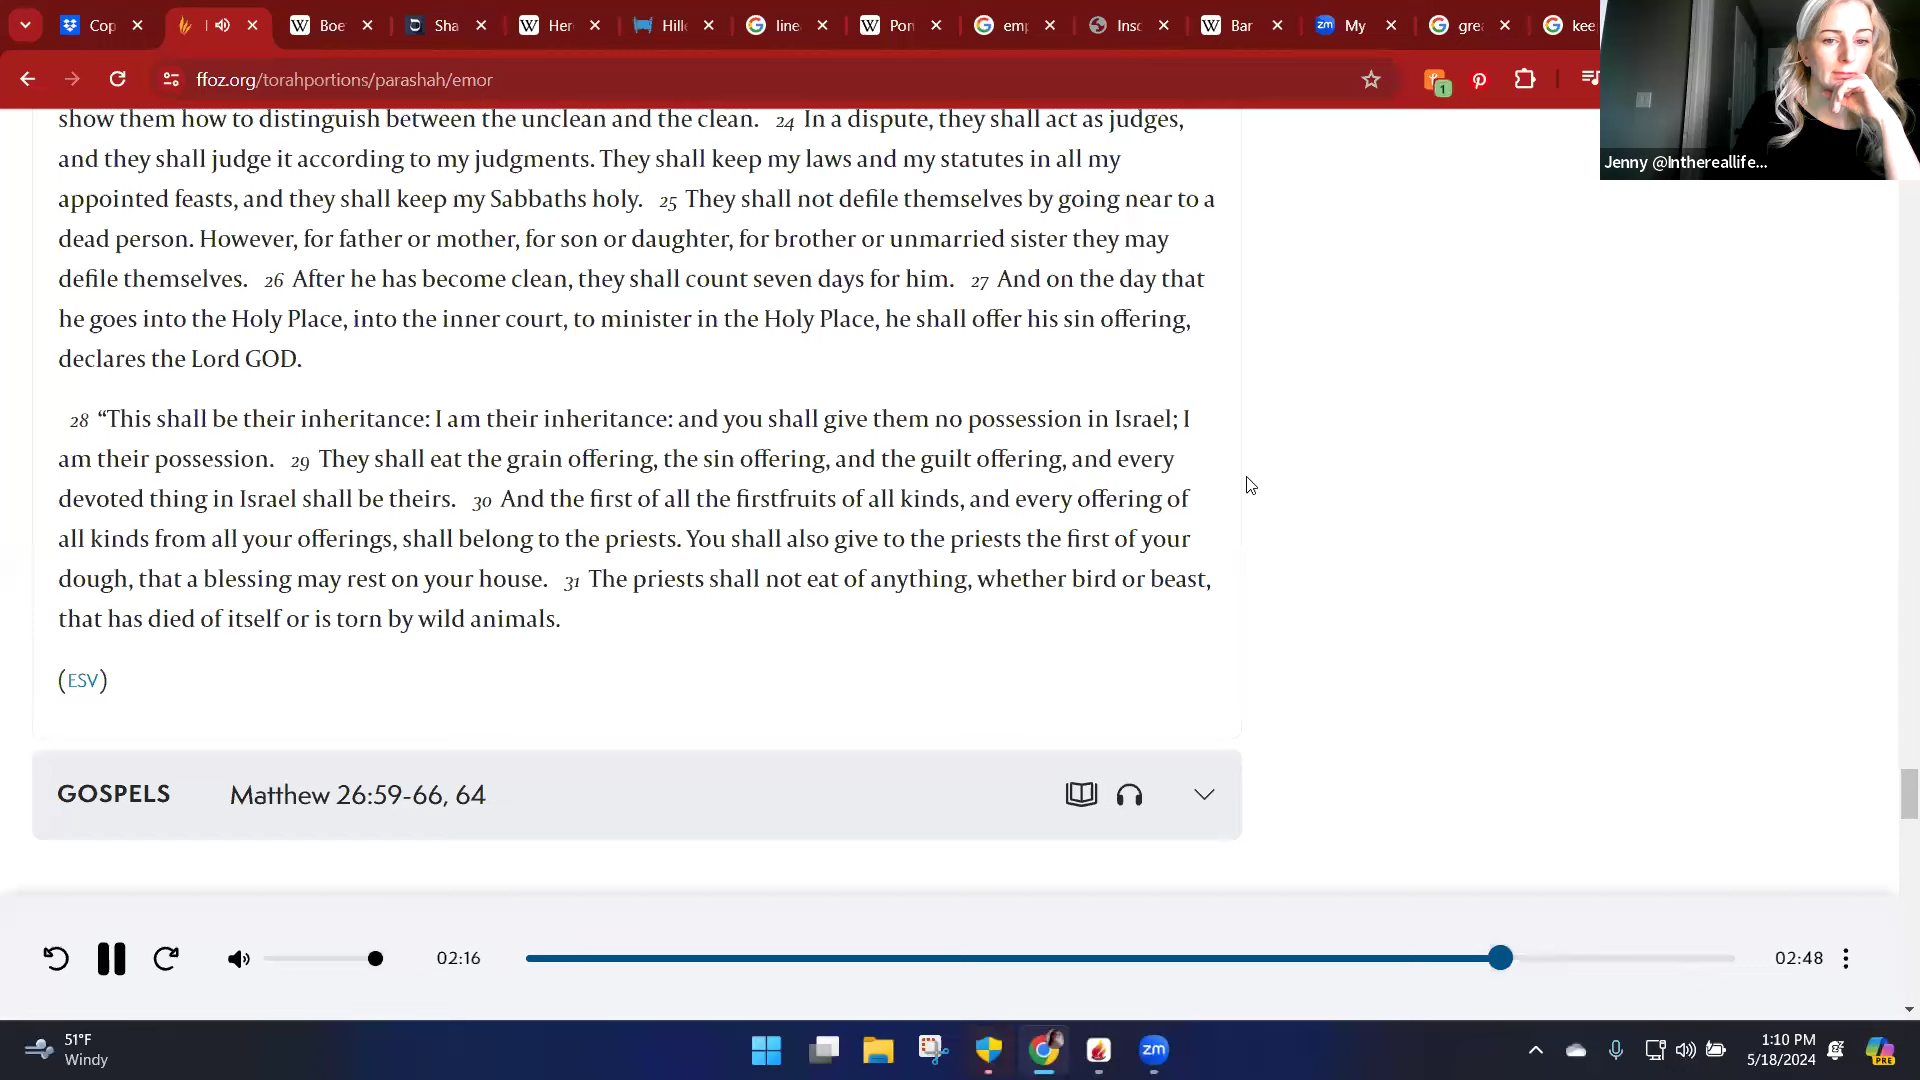 Cop
Boe
Sha
Her
Hill
line
Por
emp
Insc
Bar
My
gre
kee
ffoz.org/torahportions/parashah/emor
1
Jenny @Inthereallife...
show them how to distinguish between the unclean and the clean. 24 In a dispute, they shall act as judges,
and they shall judge it according to my judgments. They shall keep my laws and my statutes in all my
appointed feasts, and they shall keep my Sabbaths holy. 25 They shall not defile themselves by going near to a
dead person. However, for father or mother, for son or daughter, for brother or unmarried sister they may
defile themselves. 26 After he has become clean, they shall count seven days for him. 27 And on the day that
he goes into the Holy Place, into the inner court, to minister in the Holy Place, he shall offer his sin offering,
declares the Lord GOD.
28 “This shall be their inheritance: I am their inheritance: and you shall give them no possession in Israel; I
am their possession. 29 They shall eat the grain offering, the sin offering, and the guilt offering, and every
devoted thing in Israel shall be theirs. 30 And the first of all the firstfruits of all kinds, and every offering of
all kinds from all your offerings, shall belong to the priests. You shall also give to the priests the first of your
dough, that a blessing may rest on your house. 31 The priests shall not eat of anything, whether bird or beast,
that has died of itself or is torn by wild animals.
(ESV)
GOSPELS Matthew 26:59-66, 64
02:16
02:48
51°F
Windy
zm
1:10 PM
5/18/2024
PRE